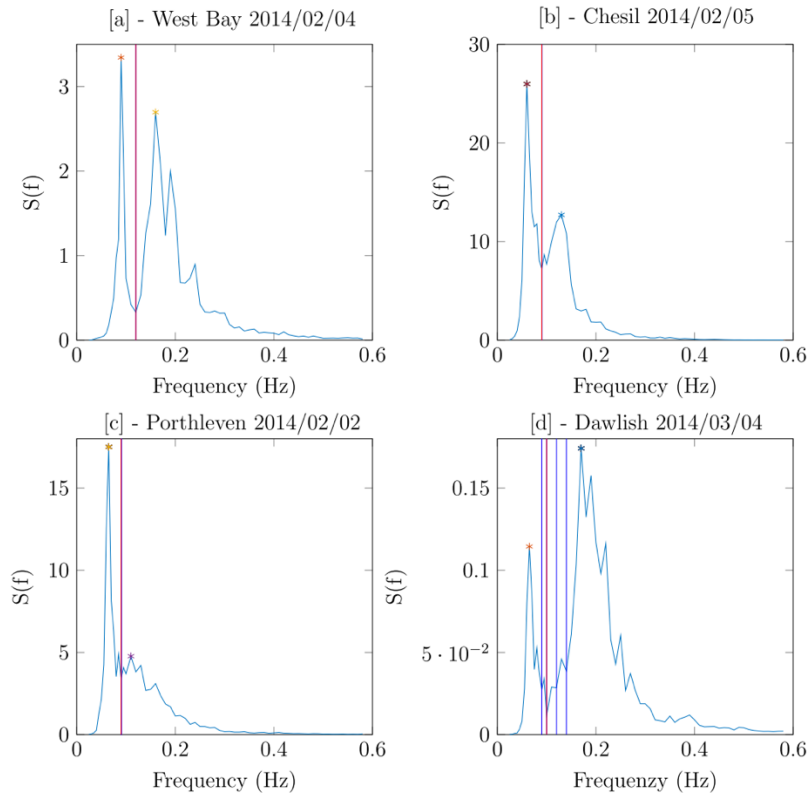 [a] - West Bay 2014/02/04
3
2
1
0
S(f)
0 0.2 0.4 0.6
Frequency (Hz)
[b] - Chesil 2014/02/05
30
20
10
0
S(f)
0 0.2 0.4 0.6
Frequency (Hz)
[c] - Porthleven 2014/02/02
15
10
5
0
S(f)
0 0.2 0.4 0.6
Frequency (Hz)
[d] - Dawlish 2014/03/04
0.15
0.1
5 · 10⁻²
0
S(f)
0 0.2 0.4 0.6
Frequenzy (Hz)